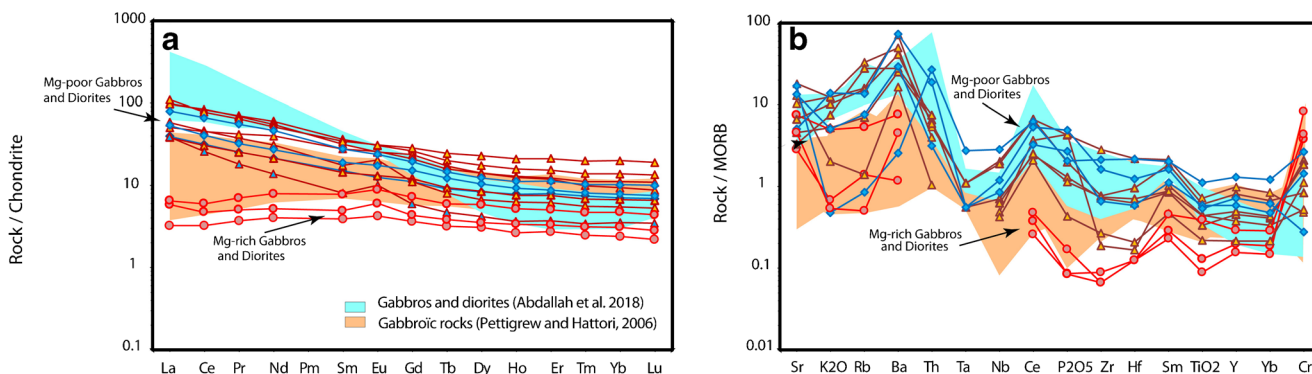 a
1000
100
10
1
0.1
Rock / Chondrite
Mg-poor Gabbros
and Diorites
Mg-rich Gabbros
and Diorites
Gabbros and diorites (Abdallah et al. 2018)
Gabbroïc rocks (Pettigrew and Hattori, 2006)
La Ce Pr Nd Pm Sm Eu Gd Tb Dy Ho Er Tm Yb Lu
b
100
10
1
0.1
0.01
Rock / MORB
Mg-poor Gabbros
and Diorites
Mg-rich Gabbros
and Diorites
Sr K2O Rb Ba Th Ta Nb Ce P2O5 Zr Hf Sm TiO2 Y Yb Cr